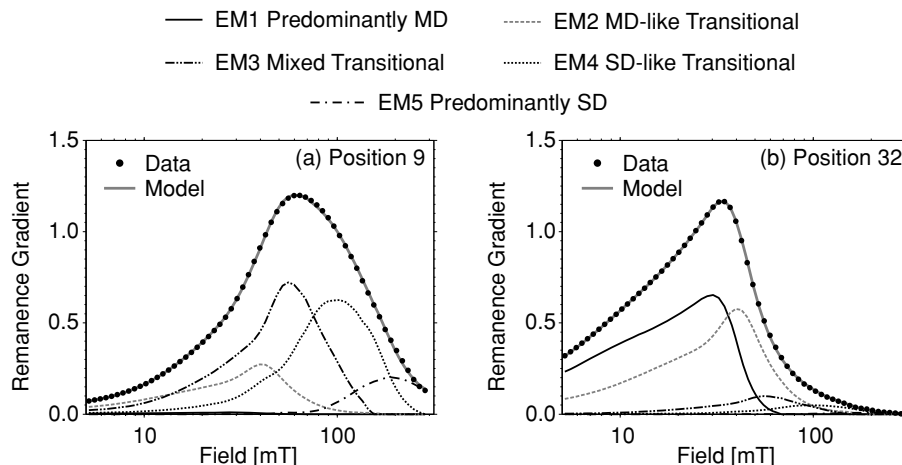 EM1 Predominantly MD
EM2 MD-like Transitional
EM3 Mixed Transitional
EM4 SD-like Transitional
EM5 Predominantly SD
1.5
1.0
0.5
0.0
Remanence Gradient
Data
Model
(a) Position 9
10
100
Field [mT]
1.5
1.0
0.5
0.0
Remanence Gradient
Data
Model
(b) Position 32
10
100
Field [mT]